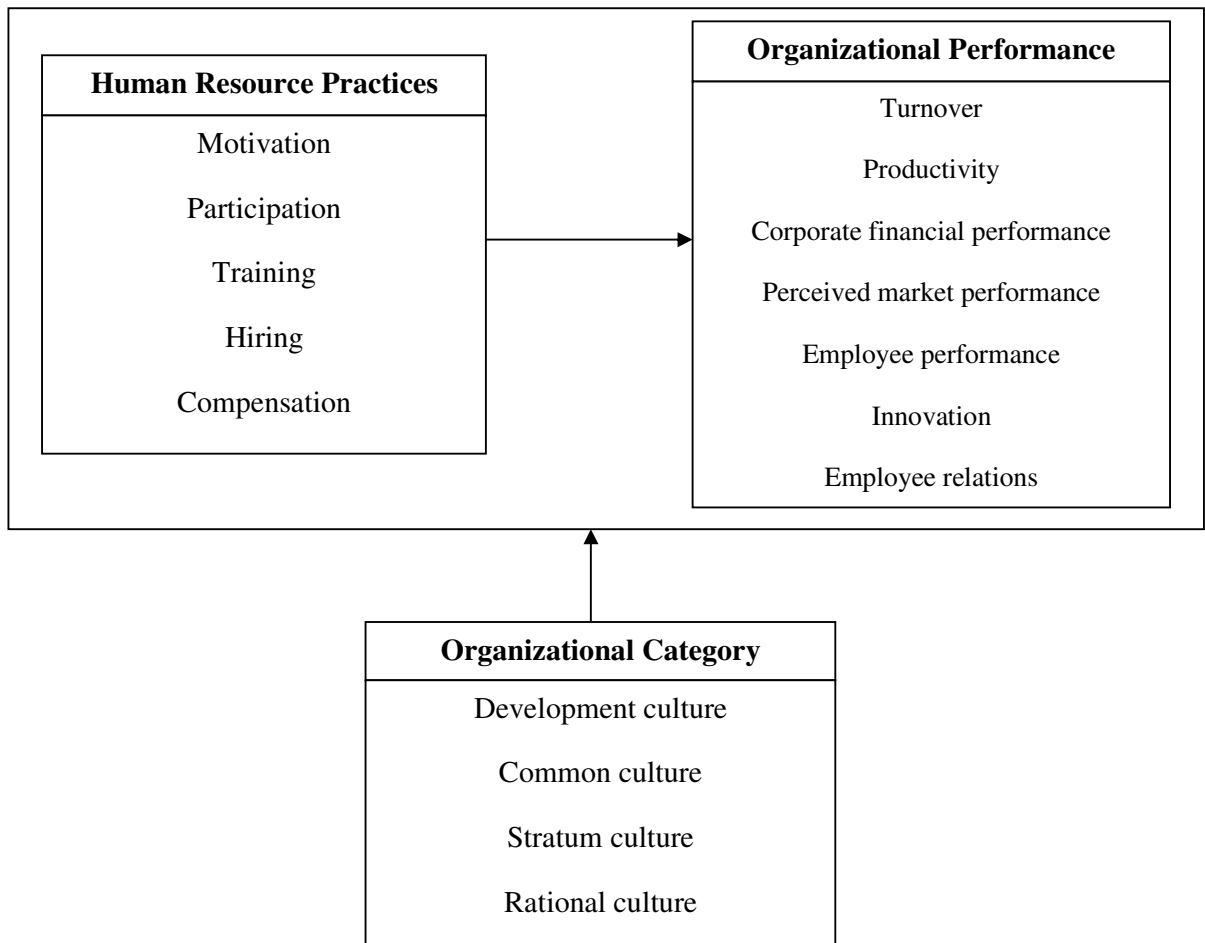 Human Resource Practices
Motivation
Participation
Training
Hiring
Compensation
Organizational Performance
Turnover
Productivity
Corporate financial performance
Perceived market performance
Employee performance
Innovation
Employee relations
Organizational Category
Development culture
Common culture
Stratum culture
Rational culture